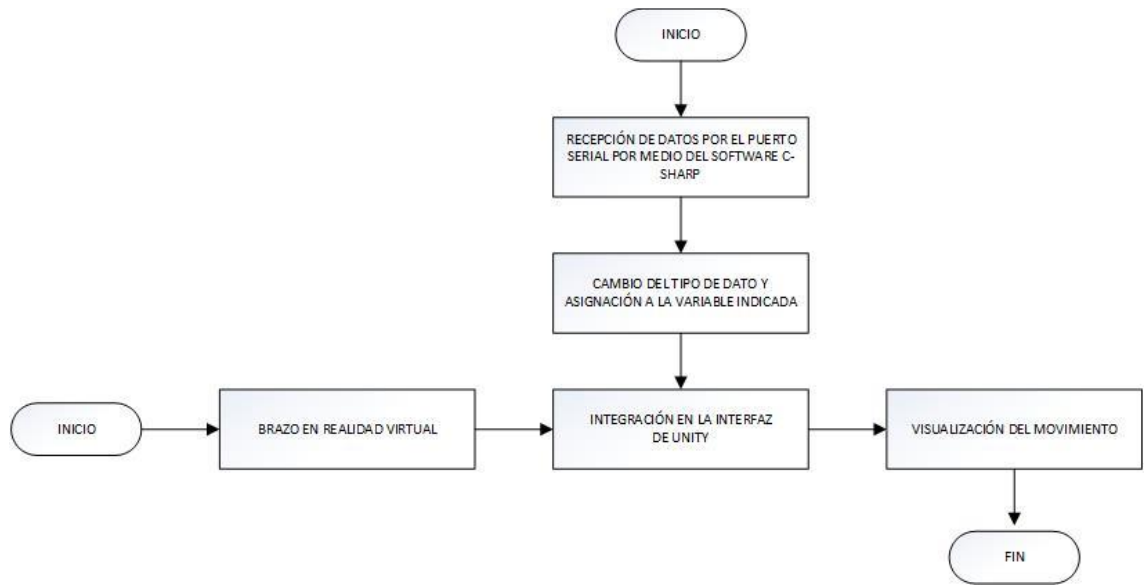 INICIO
RECEPCIÓN DE DATOS POR EL PUERTO
SERIAL POR MEDIO DEL SOFTWARE C-
SHARP
CAMBIO DEL TIPO DE DATO Y
ASIGNACIÓN A LA VARIABLE INDICADA
INICIO
BRAZO EN REALIDAD VIRTUAL
INTEGRACIÓN EN LA INTERFAZ
DE UNITY
VISUALIZACIÓN DEL MOVIMIENTO
FIN